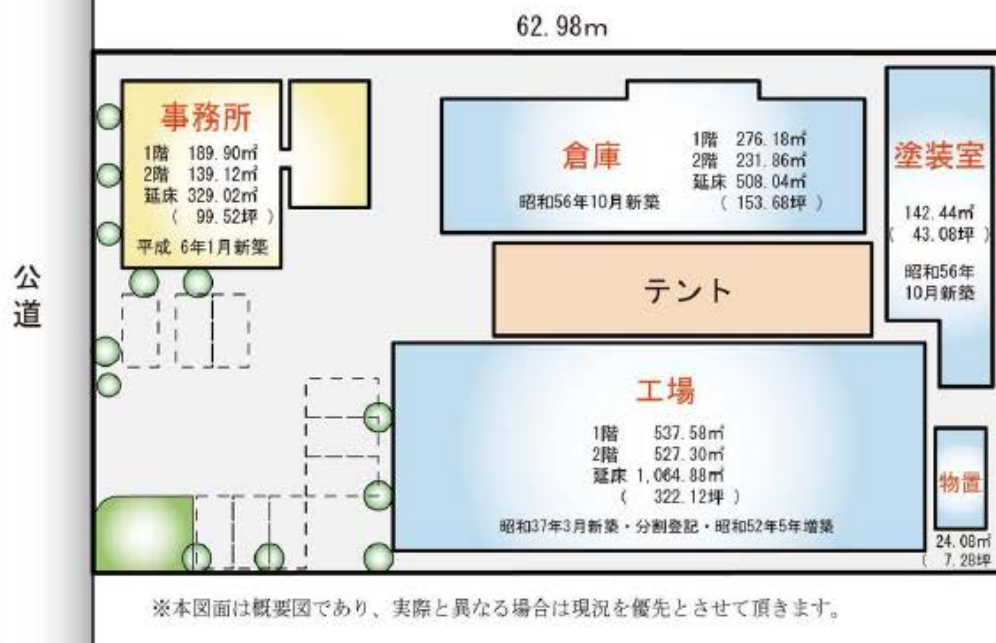 62.98m
公道
事務所
1階 189.90㎡
2階 139.12㎡
延床 329.02㎡
( 99.52坪 )
平成 6年1月新築
倉庫
昭和56年10月新築
1階 276.18㎡
2階 231.86㎡
延床 508.04㎡
( 153.68坪 )
塗装室
142.44㎡
( 43.08坪 )
昭和56年
10月新築
テント
工場
1階 537.58㎡
2階 527.30㎡
延床 1,064.88㎡
( 322.12坪 )
昭和37年3月新築・分割登記・昭和52年5年増築
物置
24.08㎡
( 7.28坪
※本図面は概要図であり、実際と異なる場合は現況を優先とさせて頂きます。